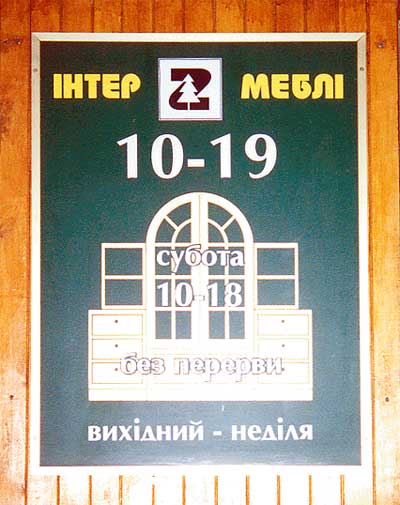 ІНТЕР МЕБЛІ
10-19
субота
10-18
без перерви
вихідний - неділя